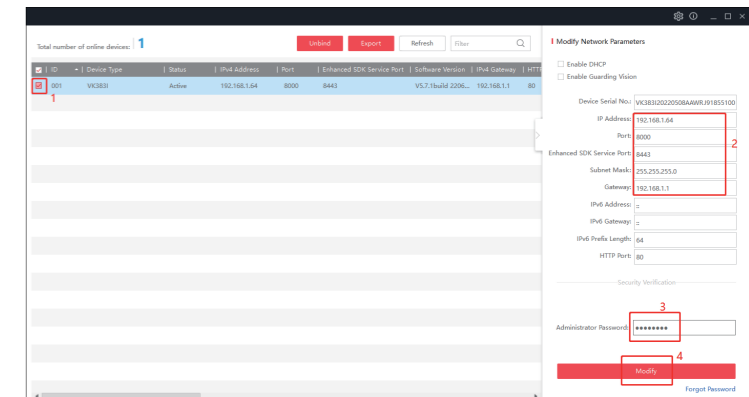 Total number of online devices: 1
Unbind Export Refresh Filter
ID Device Type Status IPv4 Address Port Enhanced SDK Service Port Software Version IPv4 Gateway HTTP
001 VK383I Active 192.168.1.64 8000 8443 V5.7.1build 2206... 192.168.1.1 80
1
Modify Network Parameters
Enable DHCP
Enable Guarding Vision
Device Serial No.: VK383I20220508AAWRJ91855100
IP Address: 192.168.1.64
Port: 8000
2
Enhanced SDK Service Port: 8443
Subnet Mask: 255.255.255.0
Gateway: 192.168.1.1
IPv6 Address: =
IPv6 Gateway: =
IPv6 Prefix Length: 64
HTTP Port: 80
Security Verification
3
Administrator Password: ●●●●●●●●
4
Modify
Forgot Password